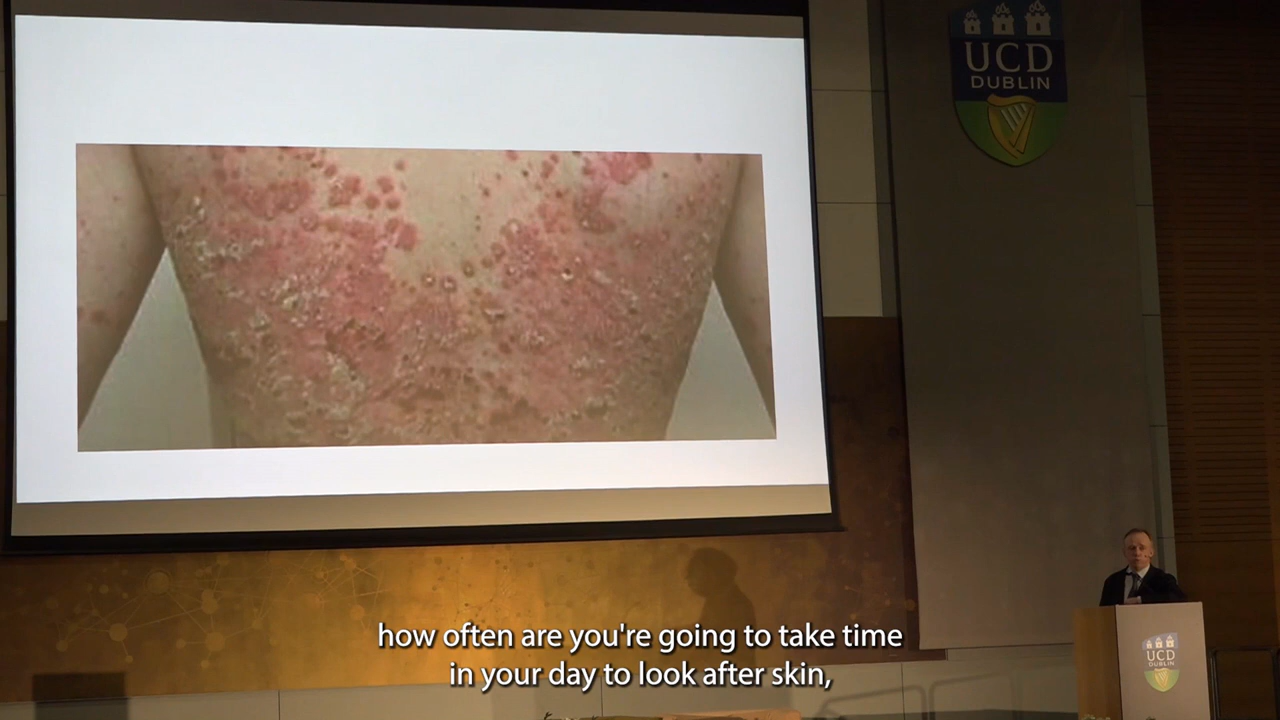 UCD
DUBLIN
UCD
DUBLIN
how often are you're going to take time
in your day to look after skin,